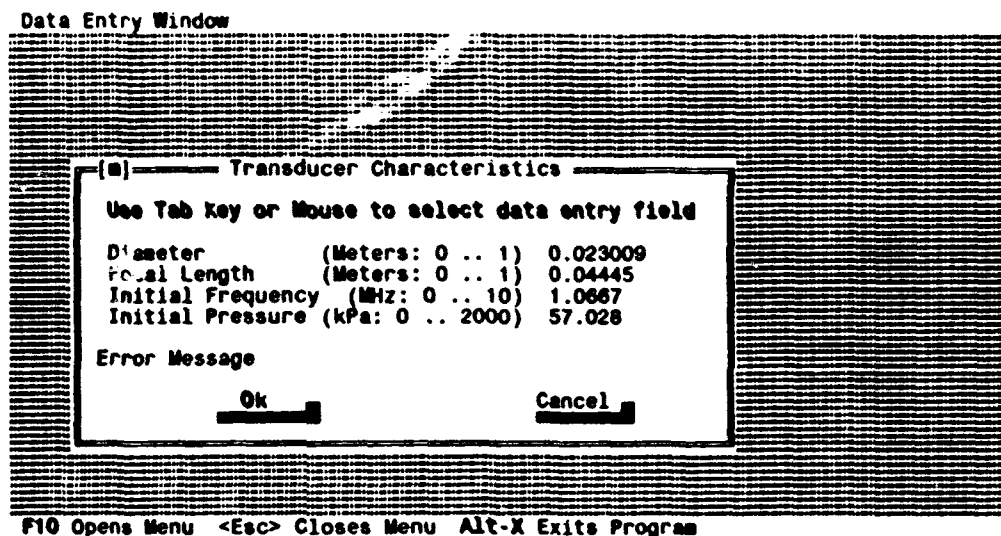 Data Entry Window
[■] Transducer Characteristics
Use Tab Key or Mouse to select data entry field
Diameter (Meters: 0 .. 1) 0.023009
Focal Length (Meters: 0 .. 1) 0.04445
Initial Frequency (MHz: 0 .. 10) 1.0667
Initial Pressure (kPa: 0 .. 2000) 57.028
Error Message
Ok Cancel
F10 Opens Menu <Esc> Closes Menu Alt-X Exits Program